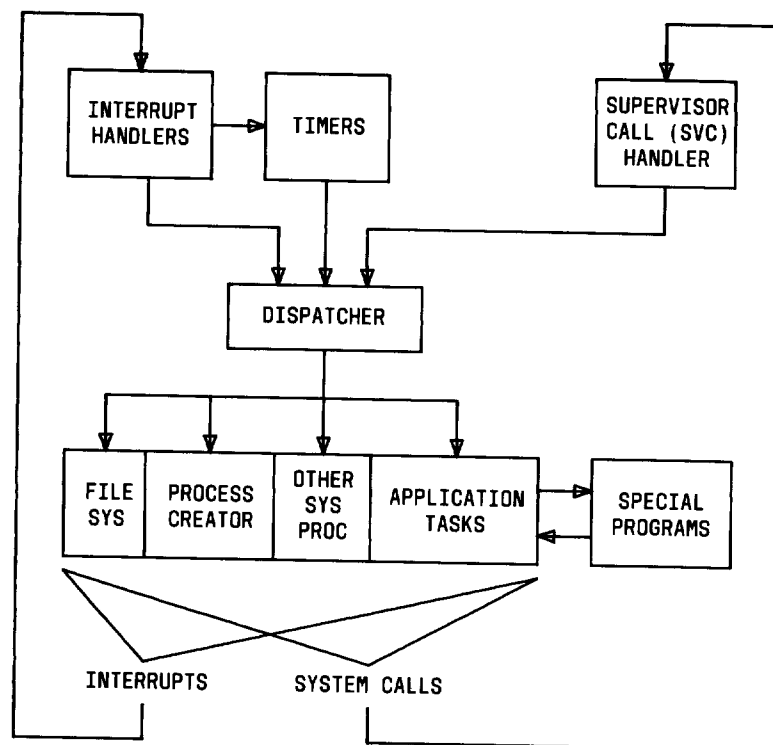 INTERRUPT
HANDLERS
TIMERS
SUPERVISOR
CALL (SVC)
HANDLER
DISPATCHER
FILE
SYS
PROCESS
CREATOR
OTHER
SYS
PROC
APPLICATION
TASKS
SPECIAL
PROGRAMS
INTERRUPTS
SYSTEM CALLS